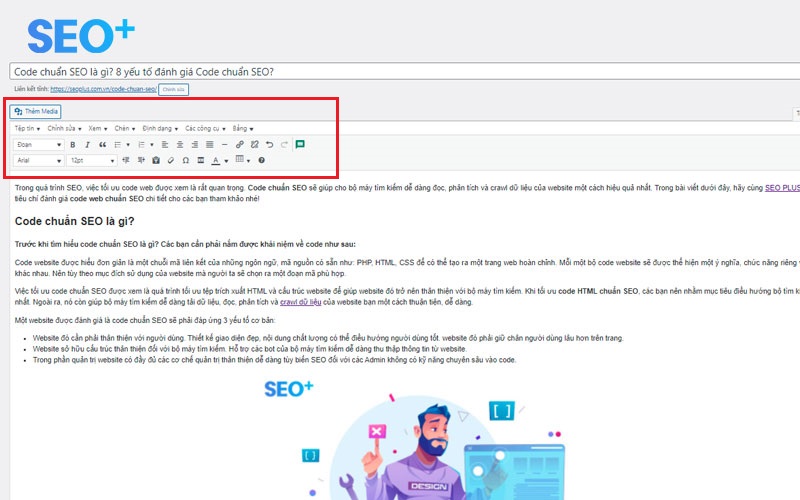 SEO+
Code chuẩn SEO là gì? 8 yếu tố đánh giá Code chuẩn SEO?
Liên kết tĩnh: https://seoplus.com.vn/code-chuan-seo/ Chỉnh sửa
Thêm Media
T
Tệp tin Chỉnh sửa Xem Chèn Định dạng Các công cụ Bảng
Đoạn B I
Arial 12pt A
Trong quá trình SEO, việc tối ưu code web được xem là rất quan trọng. Code chuẩn SEO sẽ giúp cho bộ máy tìm kiếm dễ dàng đọc, phân tích và crawl dữ liệu của website một cách hiệu quả nhất. Trong bài viết dưới đây, hãy cùng SEO PLUS
tiêu chí đánh giá code web chuẩn SEO chi tiết cho các bạn tham khảo nhé!
Code chuẩn SEO là gì?
Trước khi tìm hiểu code chuẩn SEO là gì? Các bạn cần phải nắm được khái niệm về code như sau:
Code website được hiểu đơn giản là một chuỗi mã liên kết của những ngôn ngữ, mã nguồn có sẵn như: PHP, HTML, CSS để có thể tạo ra một trang web hoàn chỉnh. Mỗi một bộ code website sẽ được thể hiện một ý nghĩa, chức năng riêng v
khác nhau. Nên tùy theo mục đích sử dụng của website mà người ta sẽ chọn ra một đoạn mã phù hợp.
Việc tối ưu code chuẩn SEO được xem là quá trình tối ưu tệp trích xuất HTML và cấu trúc website để giúp website đó trở nên thân thiện với bộ máy tìm kiếm. Khi tối ưu code HTML chuẩn SEO, các bạn nên nhắm mục tiêu điều hướng bộ tìm k
nhất. Ngoài ra, nó còn giúp bộ máy tìm kiếm dễ dàng tải dữ liệu, đọc, phân tích và crawl dữ liệu của website bạn một cách thuận tiện, dễ dàng.
Một website được đánh giá là code chuẩn SEO sẽ phải đáp ứng 3 yếu tố cơ bản:
Website đó cần phải thân thiện với người dùng. Thiết kế giao diện đẹp, nội dung chất lượng có thể điều hướng người dùng tốt. website đó phải giữ chân người dùng lâu hơn trên trang.
Website sở hữu cấu trúc thân thiện đối với bộ máy tìm kiếm. Hỗ trợ các bot của bộ máy tìm kiếm dễ dàng thu thập thông tin từ website.
Trong phần quản trị website có đầy đủ các cơ chế quản trị thân thiện dễ dàng tùy biến SEO đối với các Admin không có kỹ năng chuyên sâu vào code.
SEO+
[ ]
[ ]
DESIGN